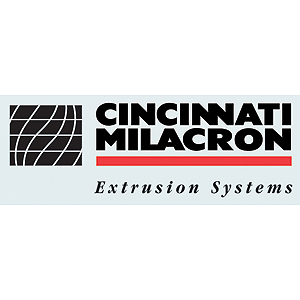 CINCINNATI
MILACRON
Extrusion Systems